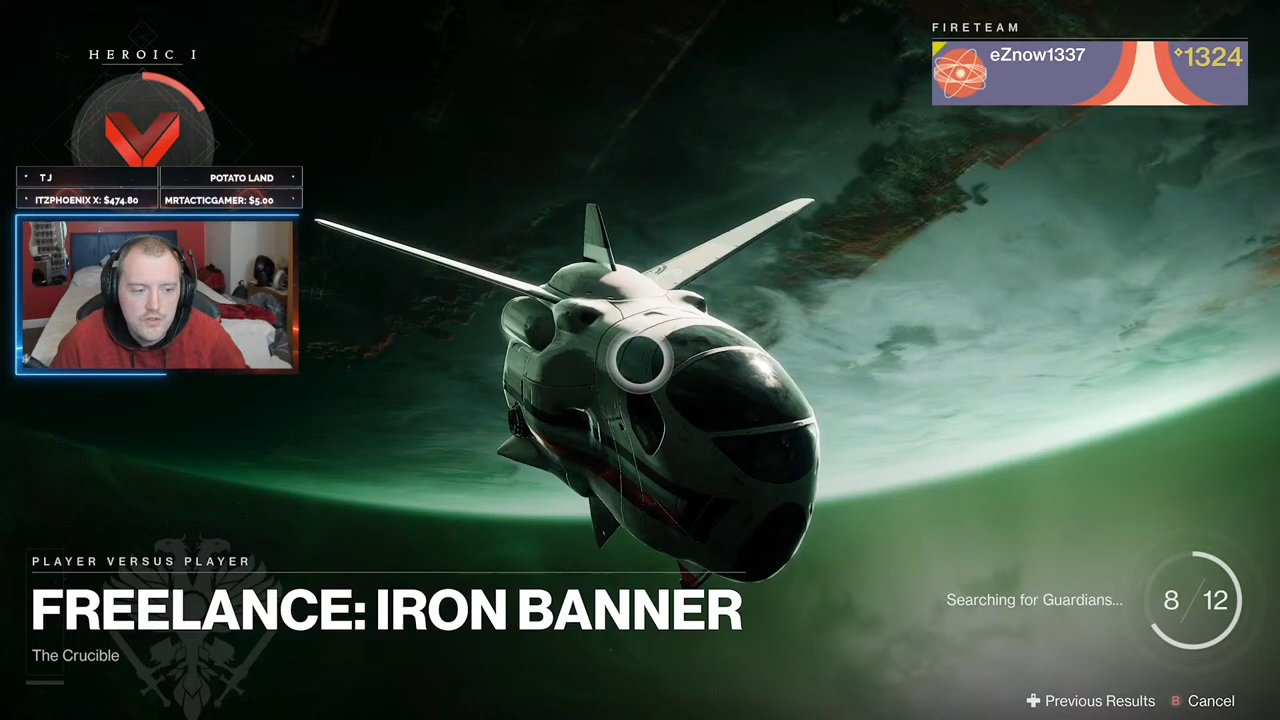 HEROIC I
TJ
POTATO LAND
ITZPHOENIX X: $474.80
MRTACTICGAMER: $5.00
FIRETEAM
eZnow1337
1324
PLAYER VERSUS PLAYER
FREELANCE: IRON BANNER
The Crucible
Searching for Guardians...
8 / 12
Previous Results
B Cancel